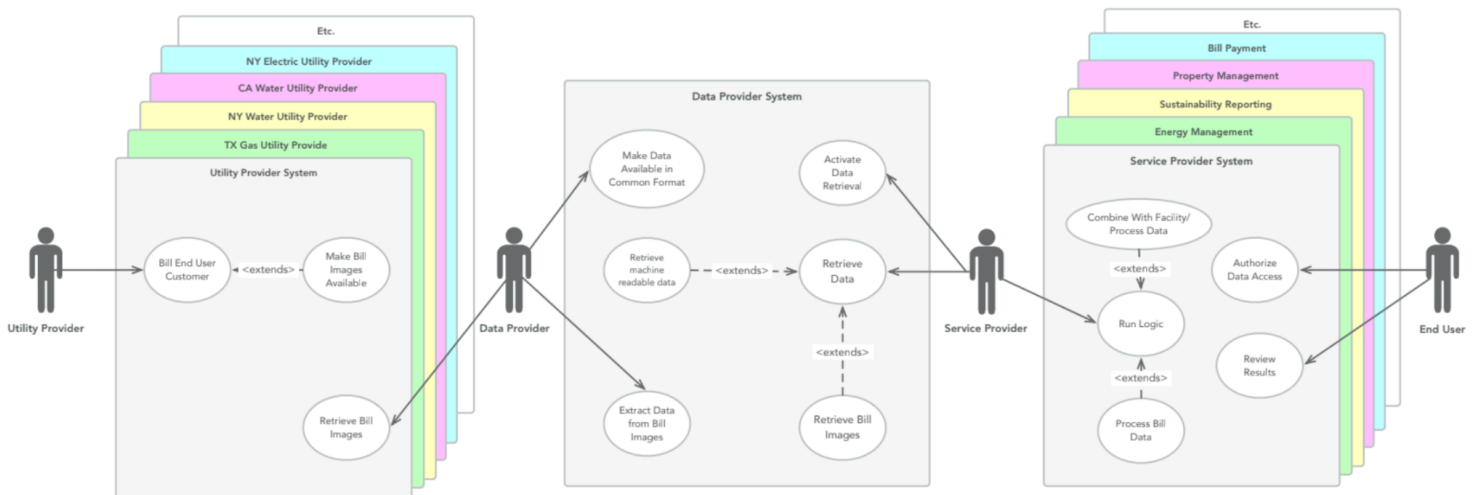 Etc.
NY Electric Utility Provider
CA Water Utility Provider
NY Water Utility Provider
TX Gas Utility Provide
Utility Provider System
Bill End User
Customer
<extends>
Make Bill
Images
Available
Retrieve Bill
Images
Utility Provider
Data Provider
Data Provider System
Make Data
Available in
Common Format
Activate
Data
Retrieval
Retrieve
machine
readable data
<extends>
Retrieve
Data
<extends>
Extract Data
from Bill
Images
Retrieve Bill
Images
Service Provider
Etc.
Bill Payment
Property Management
Sustainability Reporting
Energy Management
Service Provider System
Combine With Facility/
Process Data
<extends>
Authorize
Data Access
Run Logic
Review
Results
<extends>
Process Bill
Data
End User